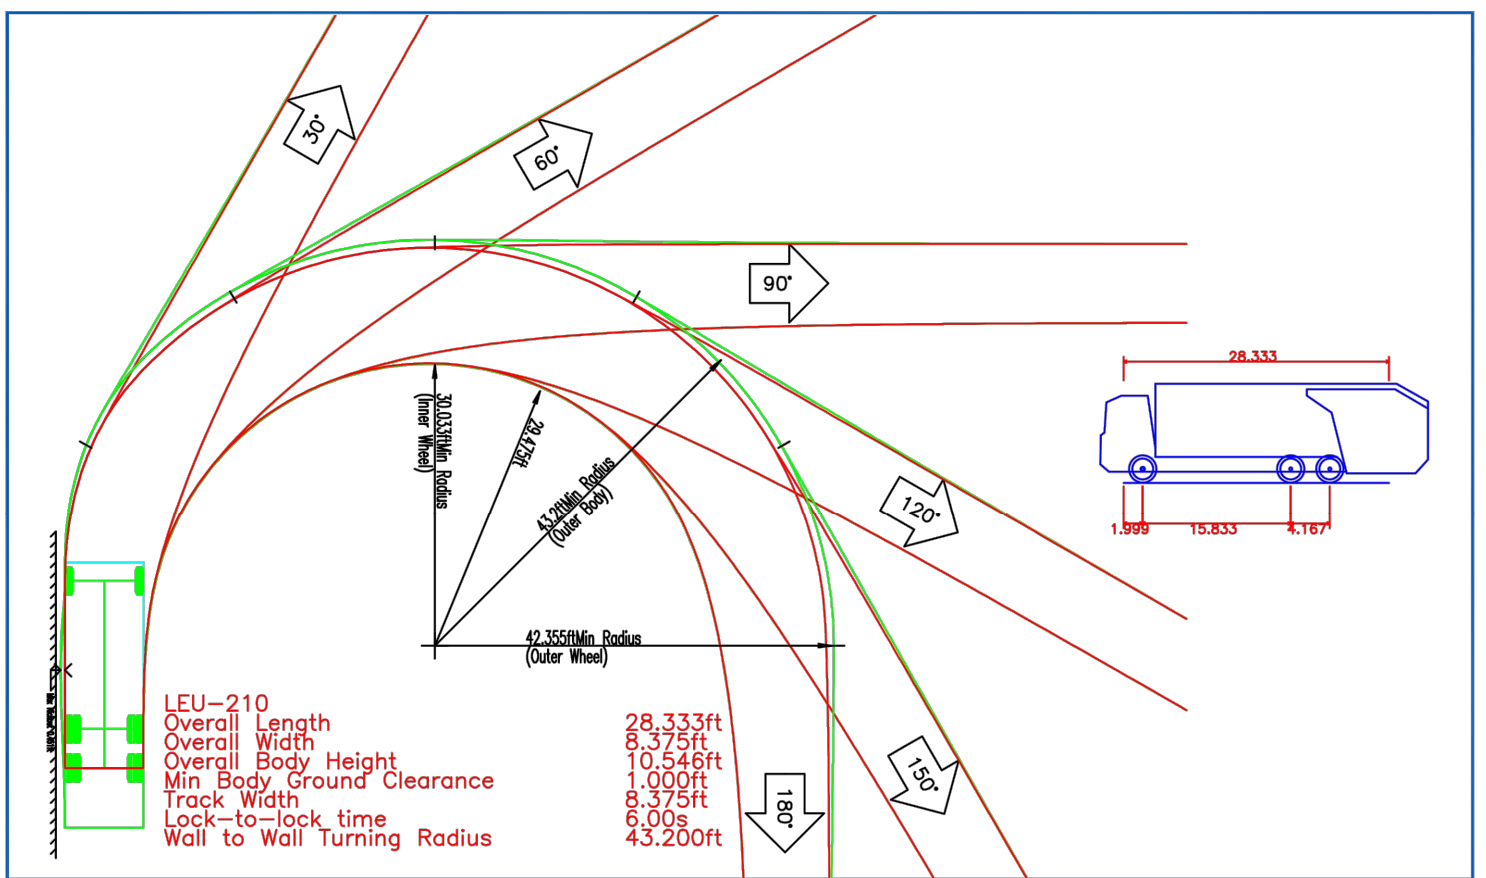 30°
60°
90°
28.333
30.033ftMin Radius
(Inner Wheel)
29.475ft
43.2ftMin Radius
(Outer Body)
120°
1.999 15.833 4.167
42.355ftMin Radius
(Outer Wheel)
LEU-210
Overall Length 28.333ft
Overall Width 8.375ft
Overall Body Height 10.546ft
Min Body Ground Clearance 1.000ft
Track Width 8.375ft
Lock-to-lock time 6.00s
Wall to Wall Turning Radius 43.200ft
150°
180°